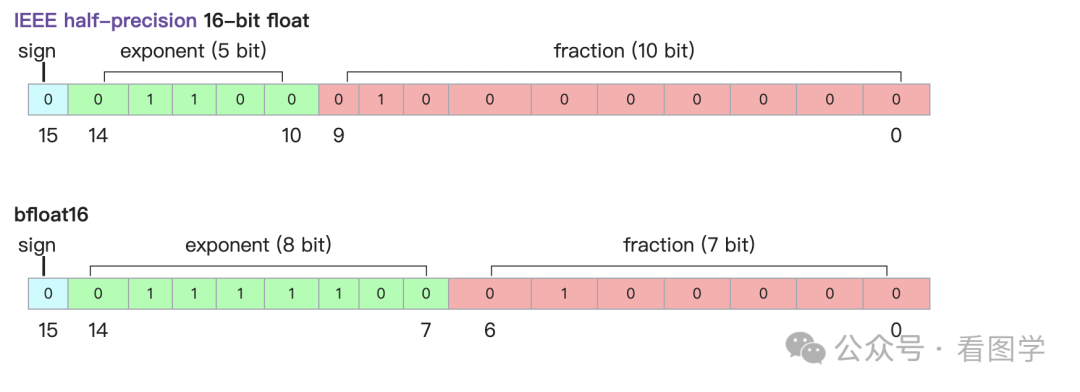 IEEE half-precision 16-bit float
sign exponent (5 bit) fraction (10 bit)
0 0 1 1 0 0 0 1 0 0 0 0 0 0 0 0
15 14 10 9 0
bfloat16
sign exponent (8 bit) fraction (7 bit)
0 0 1 1 1 1 1 0 0 0 1 0 0 0 0 0
15 14 7 6 0
公众号 · 看图学